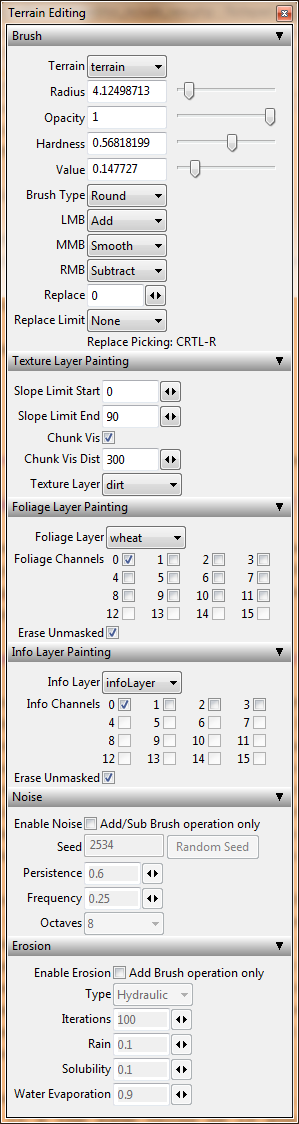 Terrain Editing
Brush
Terrain terrain
Radius 4.12498713
Opacity 1
Hardness 0.56818199
Value 0.147727
Brush Type Round
LMB Add
MMB Smooth
RMB Subtract
Replace 0
Replace Limit None
Replace Picking: CRTL-R
Texture Layer Painting
Slope Limit Start 0
Slope Limit End 90
Chunk Vis
Chunk Vis Dist 300
Texture Layer dirt
Foliage Layer Painting
Foliage Layer wheat
Foliage Channels 0 1 2 3
4 5 6 7
8 9 10 11
12 13 14 15
Erase Unmasked
Info Layer Painting
Info Layer infoLayer
Info Channels 0 1 2 3
4 5 6 7
8 9 10 11
12 13 14 15
Erase Unmasked
Noise
Enable Noise Add/Sub Brush operation only
Seed 2534 Random Seed
Persistence 0.6
Frequency 0.25
Octaves 8
Erosion
Enable Erosion Add Brush operation only
Type Hydraulic
Iterations 100
Rain 0.1
Solubility 0.1
Water Evaporation 0.9